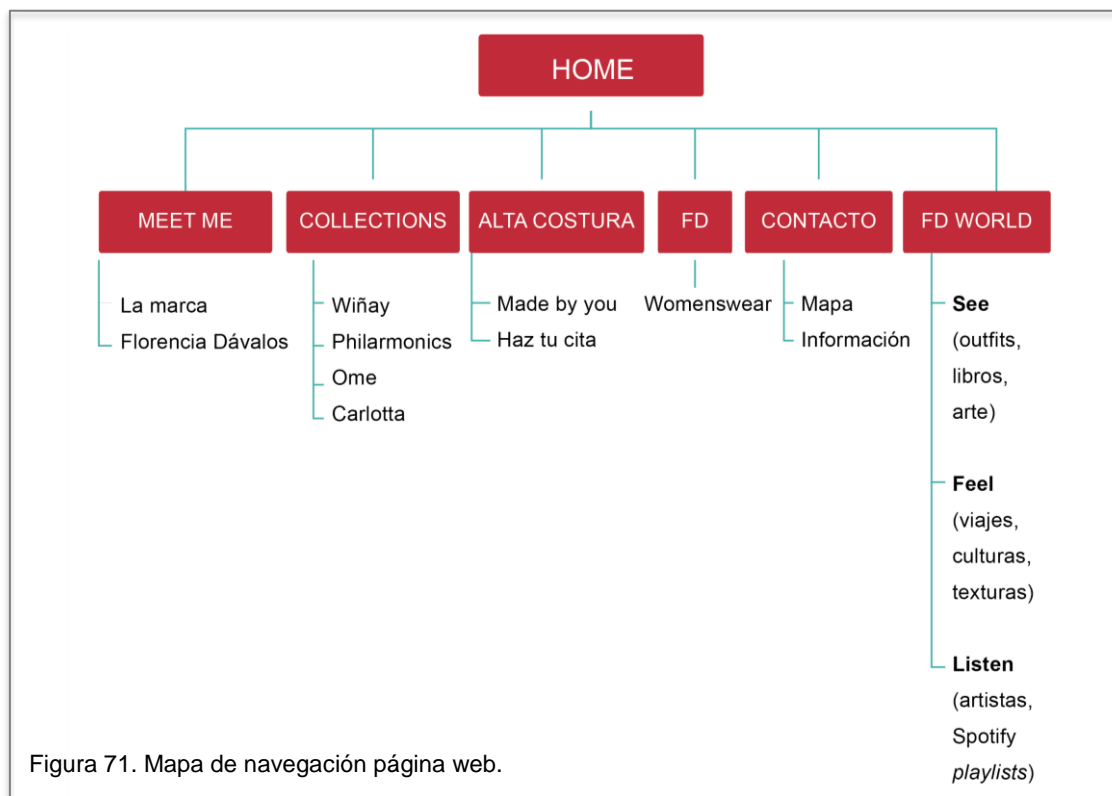 HOME
MEET ME
COLLECTIONS
ALTA COSTURA
FD
CONTACTO
FD WORLD
La marca
Florencia Dávalos
Wiñay
Philarmonics
Ome
Carlotta
Made by you
Haz tu cita
Womenswear
Mapa
Información
See
(outfits,
libros,
arte)
Feel
(viajes,
culturas,
texturas)
Listen
(artistas,
Spotify
playlists)
Figura 71. Mapa de navegación página web.